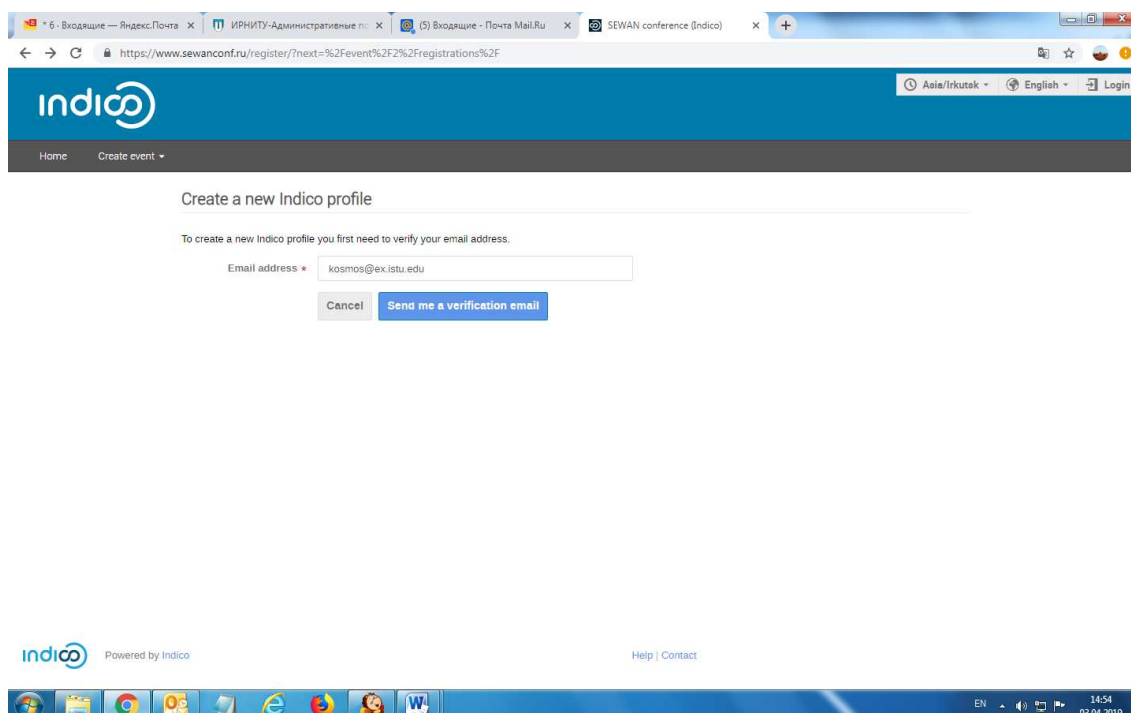 * 6 · Входящие — Яндекс.Почта
ИРНИТУ-Административные
(5) Входящие - Почта Mail.Ru
SEWAN conference (Indico)
https://www.sewanconf.ru/register/?next=%2Fevent%2F2%2Fregistrations%2F
indico
Asia/Irkutsk
English
Login
Home
Create event
Create a new Indico profile
To create a new Indico profile you first need to verify your email address.
Email address *
kosmos@ex.istu.edu
Cancel
Send me a verification email
indico
Powered by Indico
Help | Contact
EN
14:54
03.04.2019